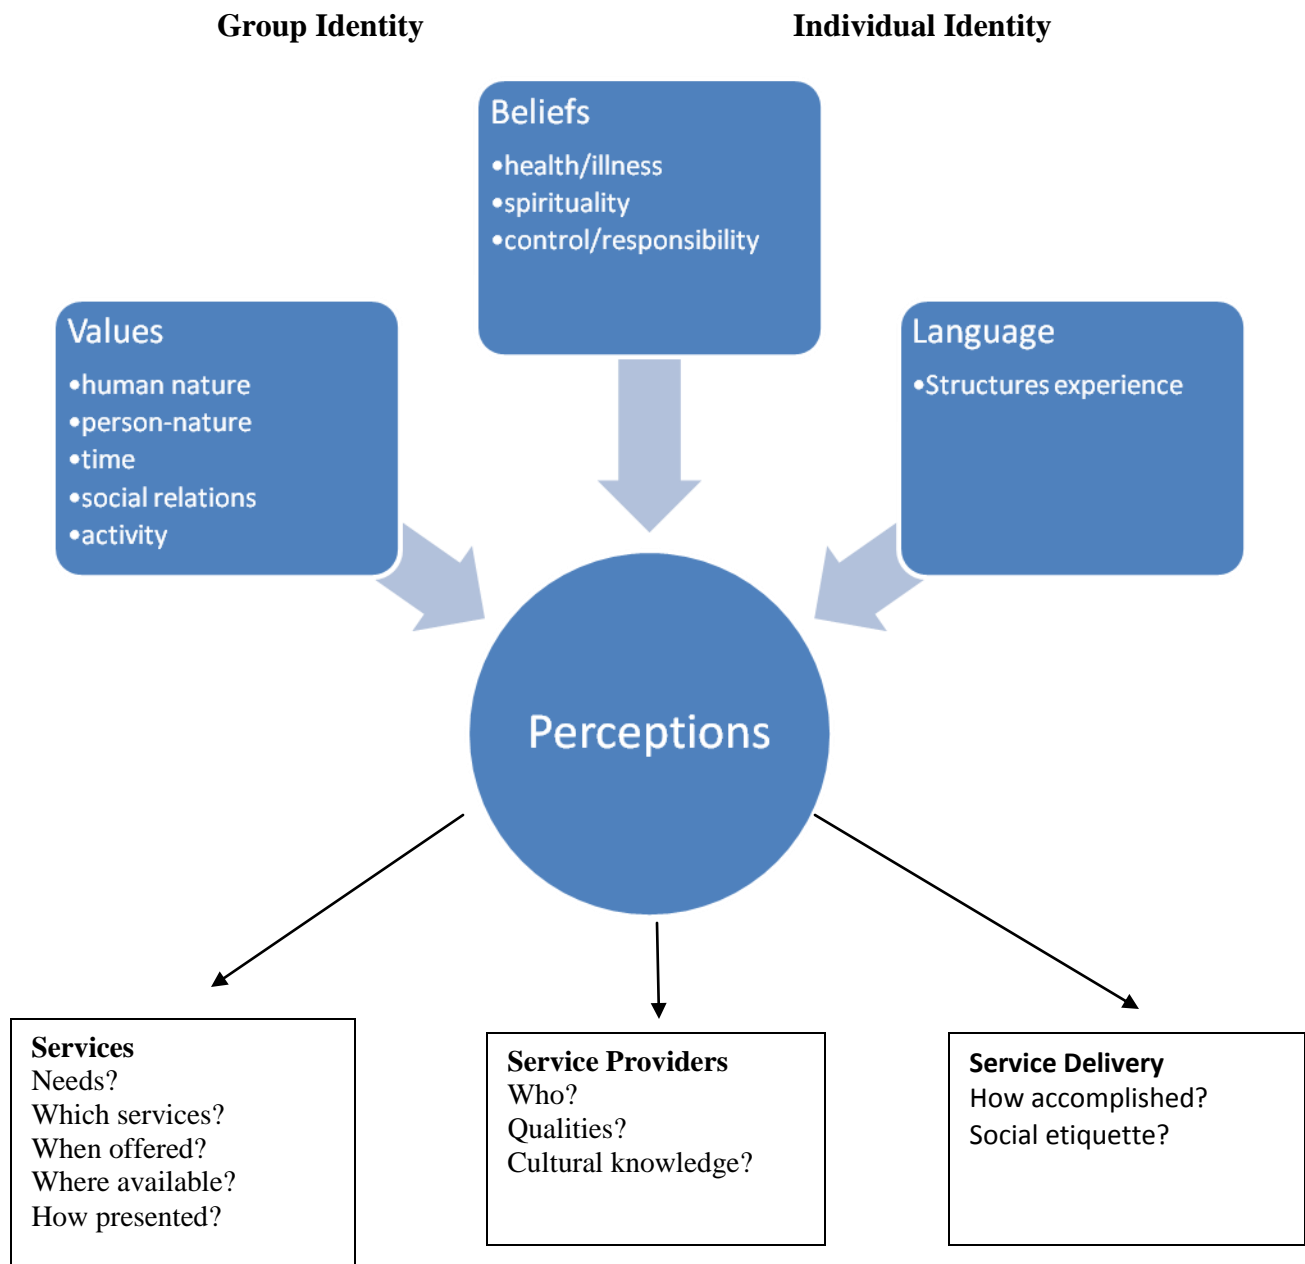 Group Identity
Individual Identity
Beliefs
•health/illness
•spirituality
•control/responsibility
Values
•human nature
•person-nature
•time
•social relations
•activity
Language
•Structures experience
Perceptions
Services
Needs?
Which services?
When offered?
Where available?
How presented?
Service Providers
Who?
Qualities?
Cultural knowledge?
Service Delivery
How accomplished?
Social etiquette?